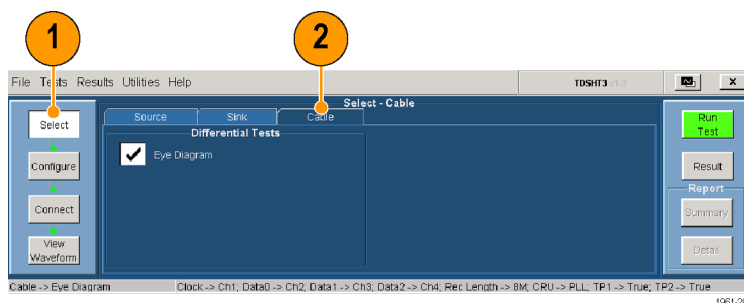 1
2
File Tests Results Utilities Help
TDSHT3 v1.3
X
Select - Cable
Select
Source
Sink
Cable
Differential Tests
Eye Diagram
Configure
Connect
View
Waveform
Run
Test
Result
Report
Summary
Detail
Cable -> Eye Diagram
Clock -> Ch1; Data0 -> Ch2; Data1 -> Ch3; Data2 -> Ch4; Rec Length -> 8M; CRU -> PLL; TP1 -> True; TP2 -> True